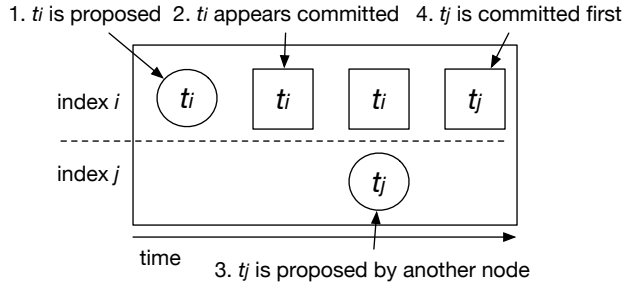 1. ti is proposed 2. ti appears committed 4. tj is committed first
index i
ti ti ti tj
index j
tj
time
3. tj is proposed by another node